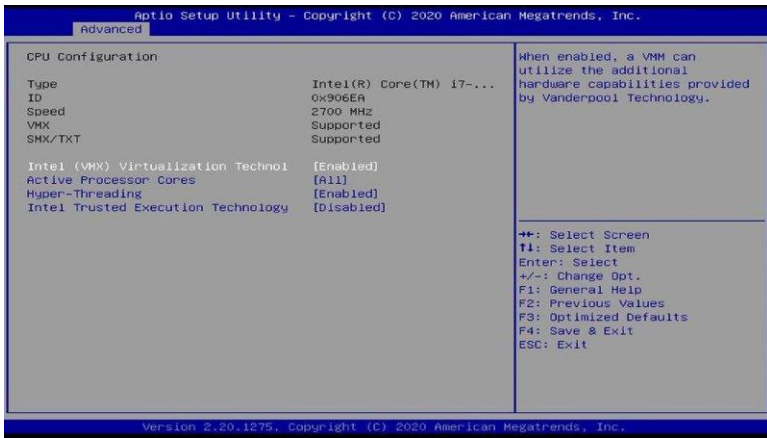 Aptio Setup Utility - Copyright (C) 2020 American Megatrends, Inc.
Advanced
CPU Configuration
Type Intel(R) Core(TM) i7-...
ID 0x906EA
Speed 2700 MHz
VMX Supported
SMX/TXT Supported
Intel (VMX) Virtualization Technol [Enabled]
Active Processor Cores [All]
Hyper-Threading [Enabled]
Intel Trusted Execution Technology [Disabled]
When enabled, a VMM can
utilize the additional
hardware capabilities provided
by Vanderpool Technology.
→←: Select Screen
↑↓: Select Item
Enter: Select
+/-: Change Opt.
F1: General Help
F2: Previous Values
F3: Optimized Defaults
F4: Save & Exit
ESC: Exit
Version 2.20.1275. Copyright (C) 2020 American Megatrends, Inc.